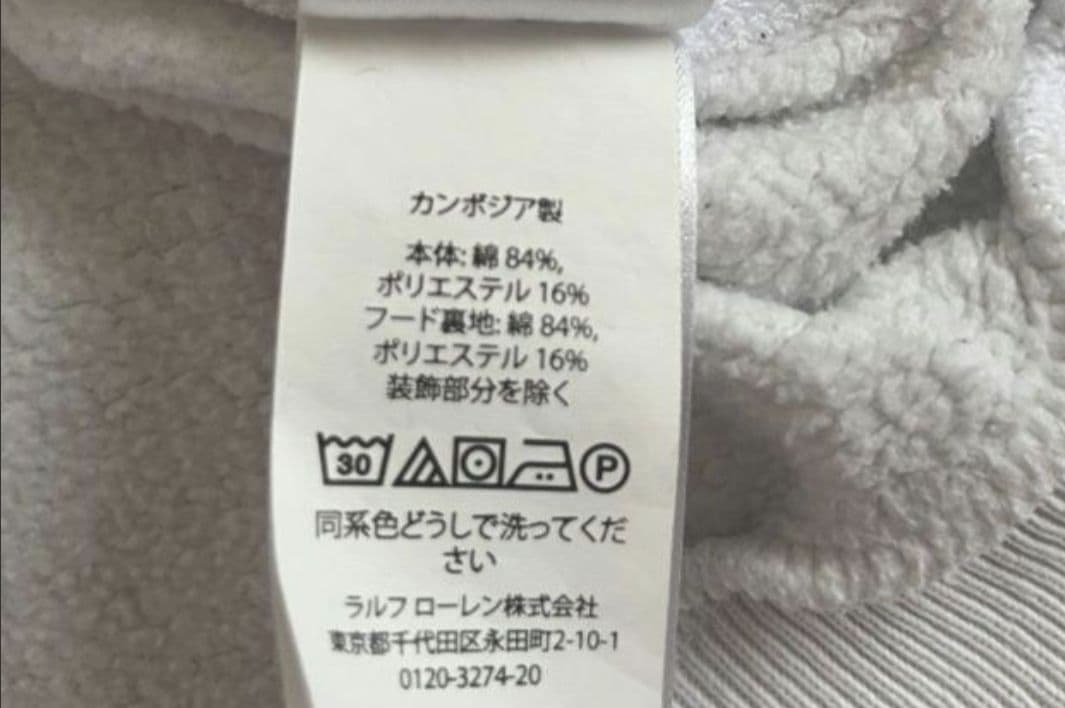 カンボジア製
本体: 綿 84%,
ポリエステル 16%
フード裏地: 綿 84%,
ポリエステル 16%
装飾部分を除く
30 P
同系色どうしで洗ってくだ
さい
ラルフ ローレン株式会社
東京都千代田区永田町2-10-1
0120-3274-20